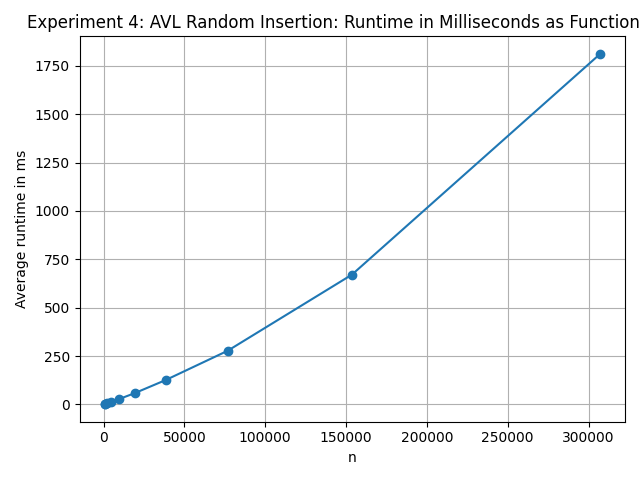 Experiment 4: AVL Random Insertion: Runtime in Milliseconds as Function
1750
1500
1250
1000
750
500
250
0
Average runtime in ms
0 50000 100000 150000 200000 250000 300000
n